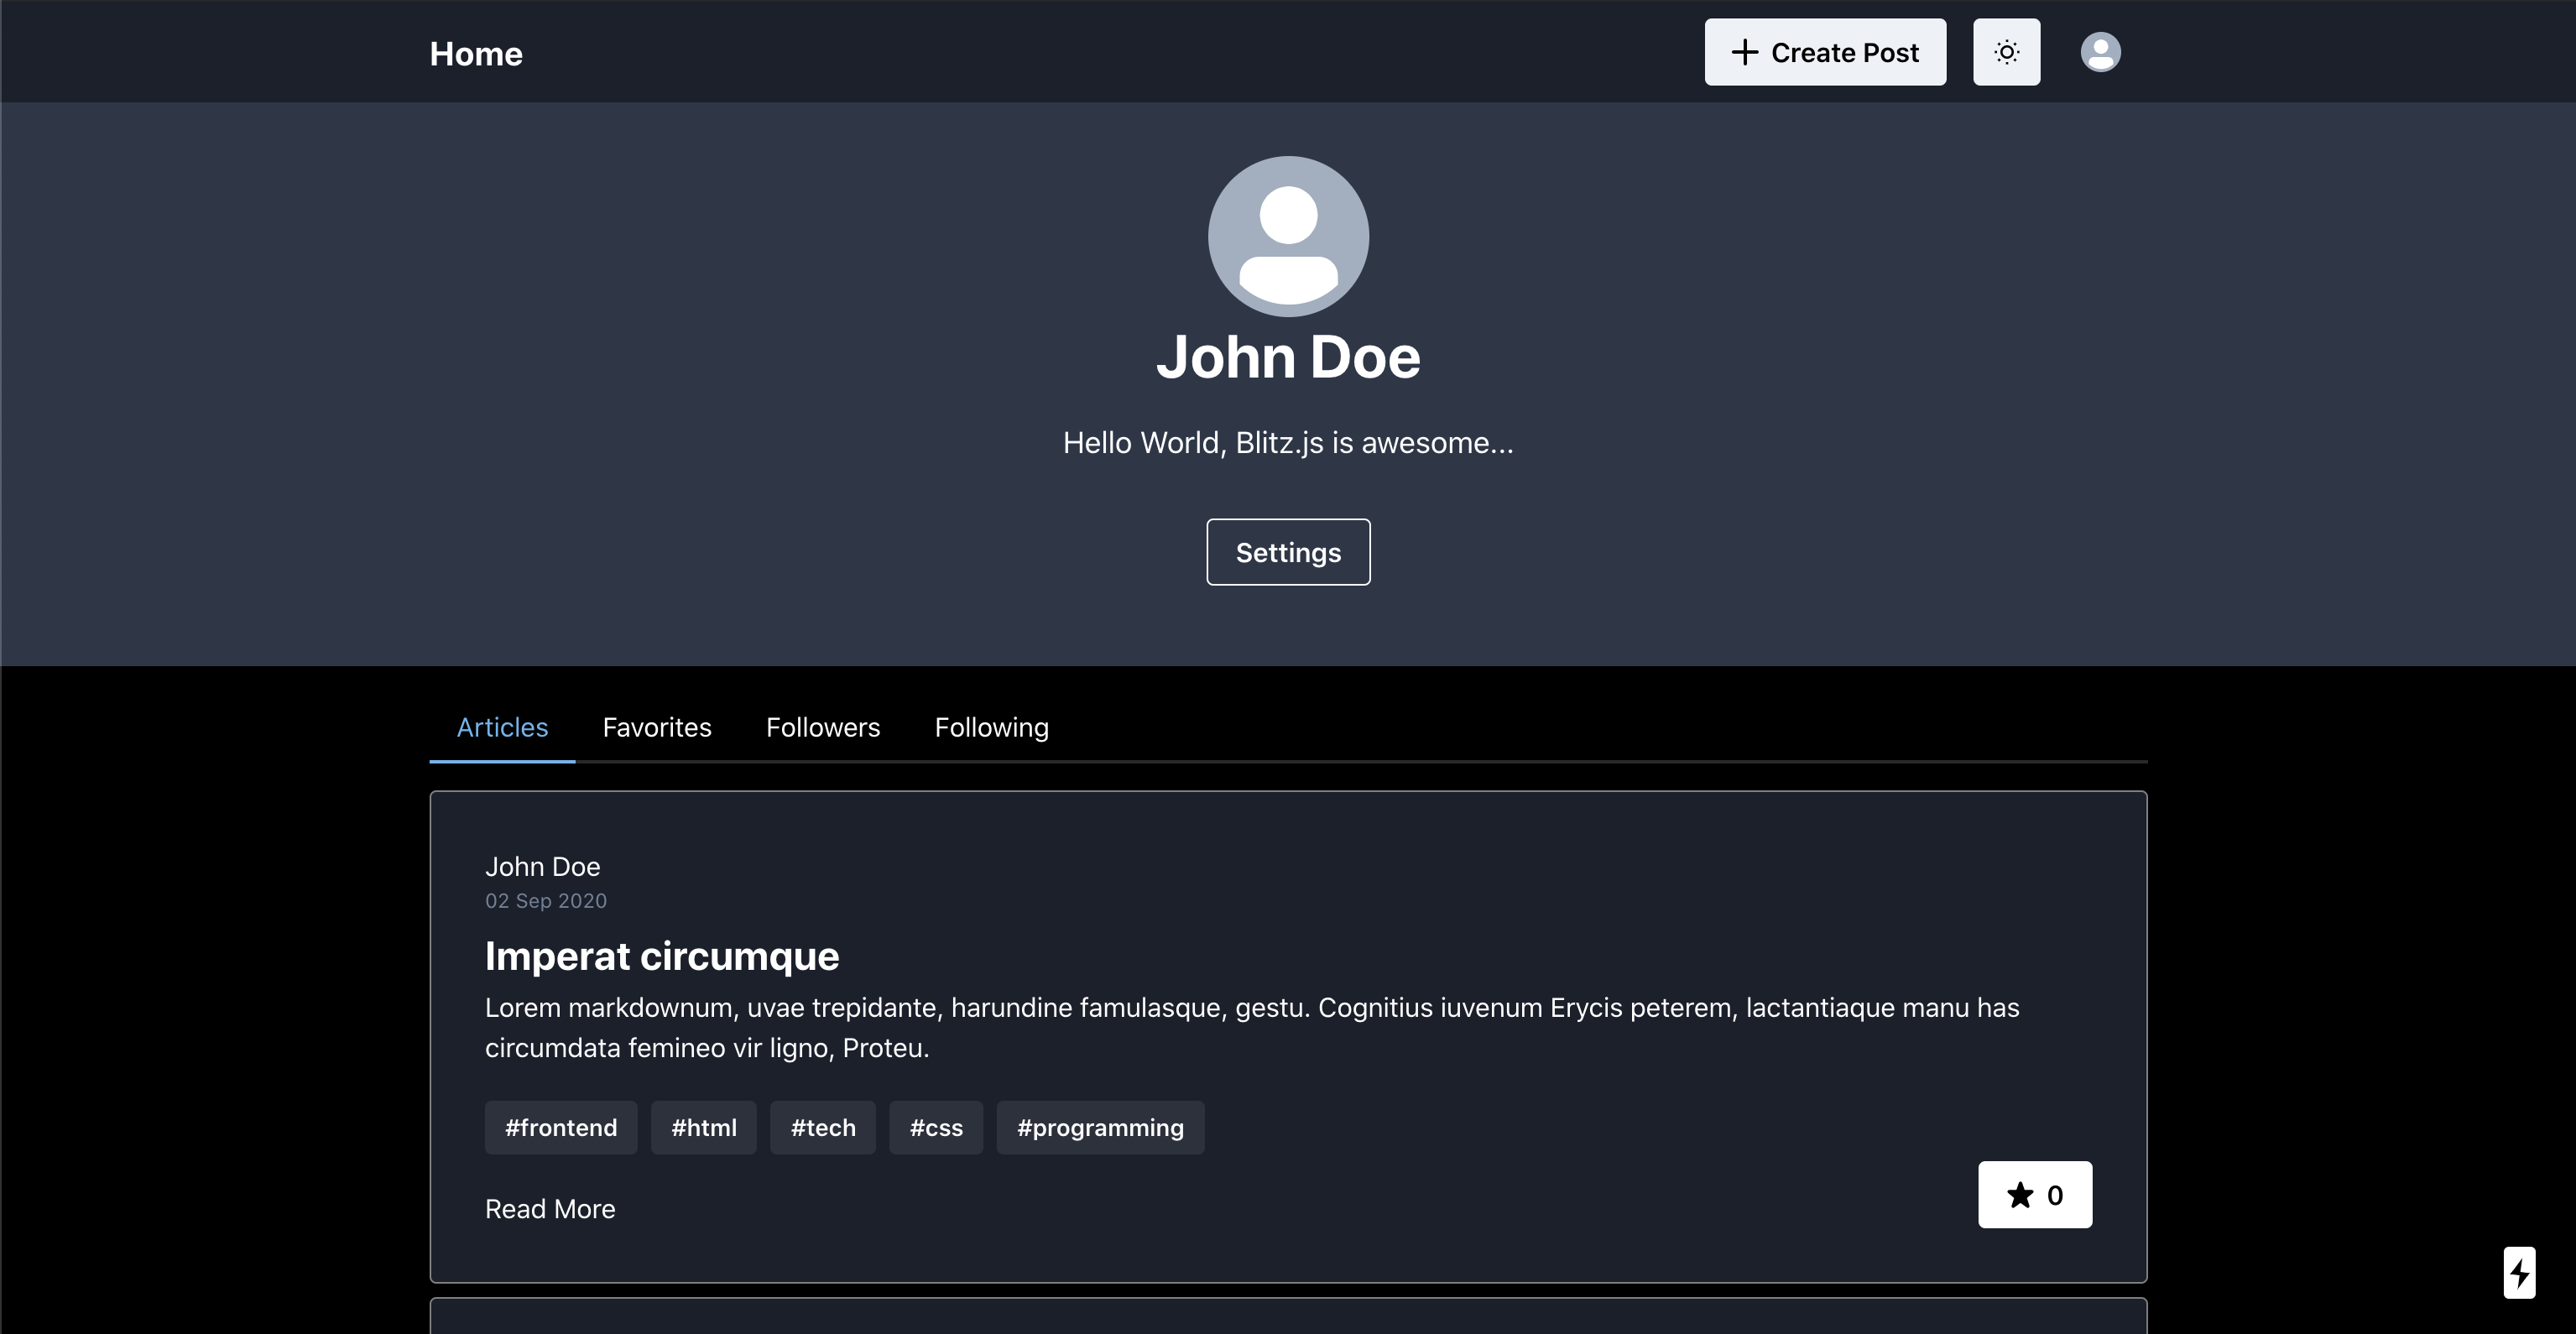 Home
Create Post
John Doe
Hello World, Blitz.js is awesome...
Settings
Articles Favorites Followers Following
John Doe
02 Sep 2020
Imperat circumque
Lorem markdownum, uvae trepidante, harundine famulasque, gestu. Cognitius iuvenum Erycis peterem, lactantiaque manu has
circumdata femineo vir ligno, Proteu.
#frontend #html #tech #css #programming
Read More
0